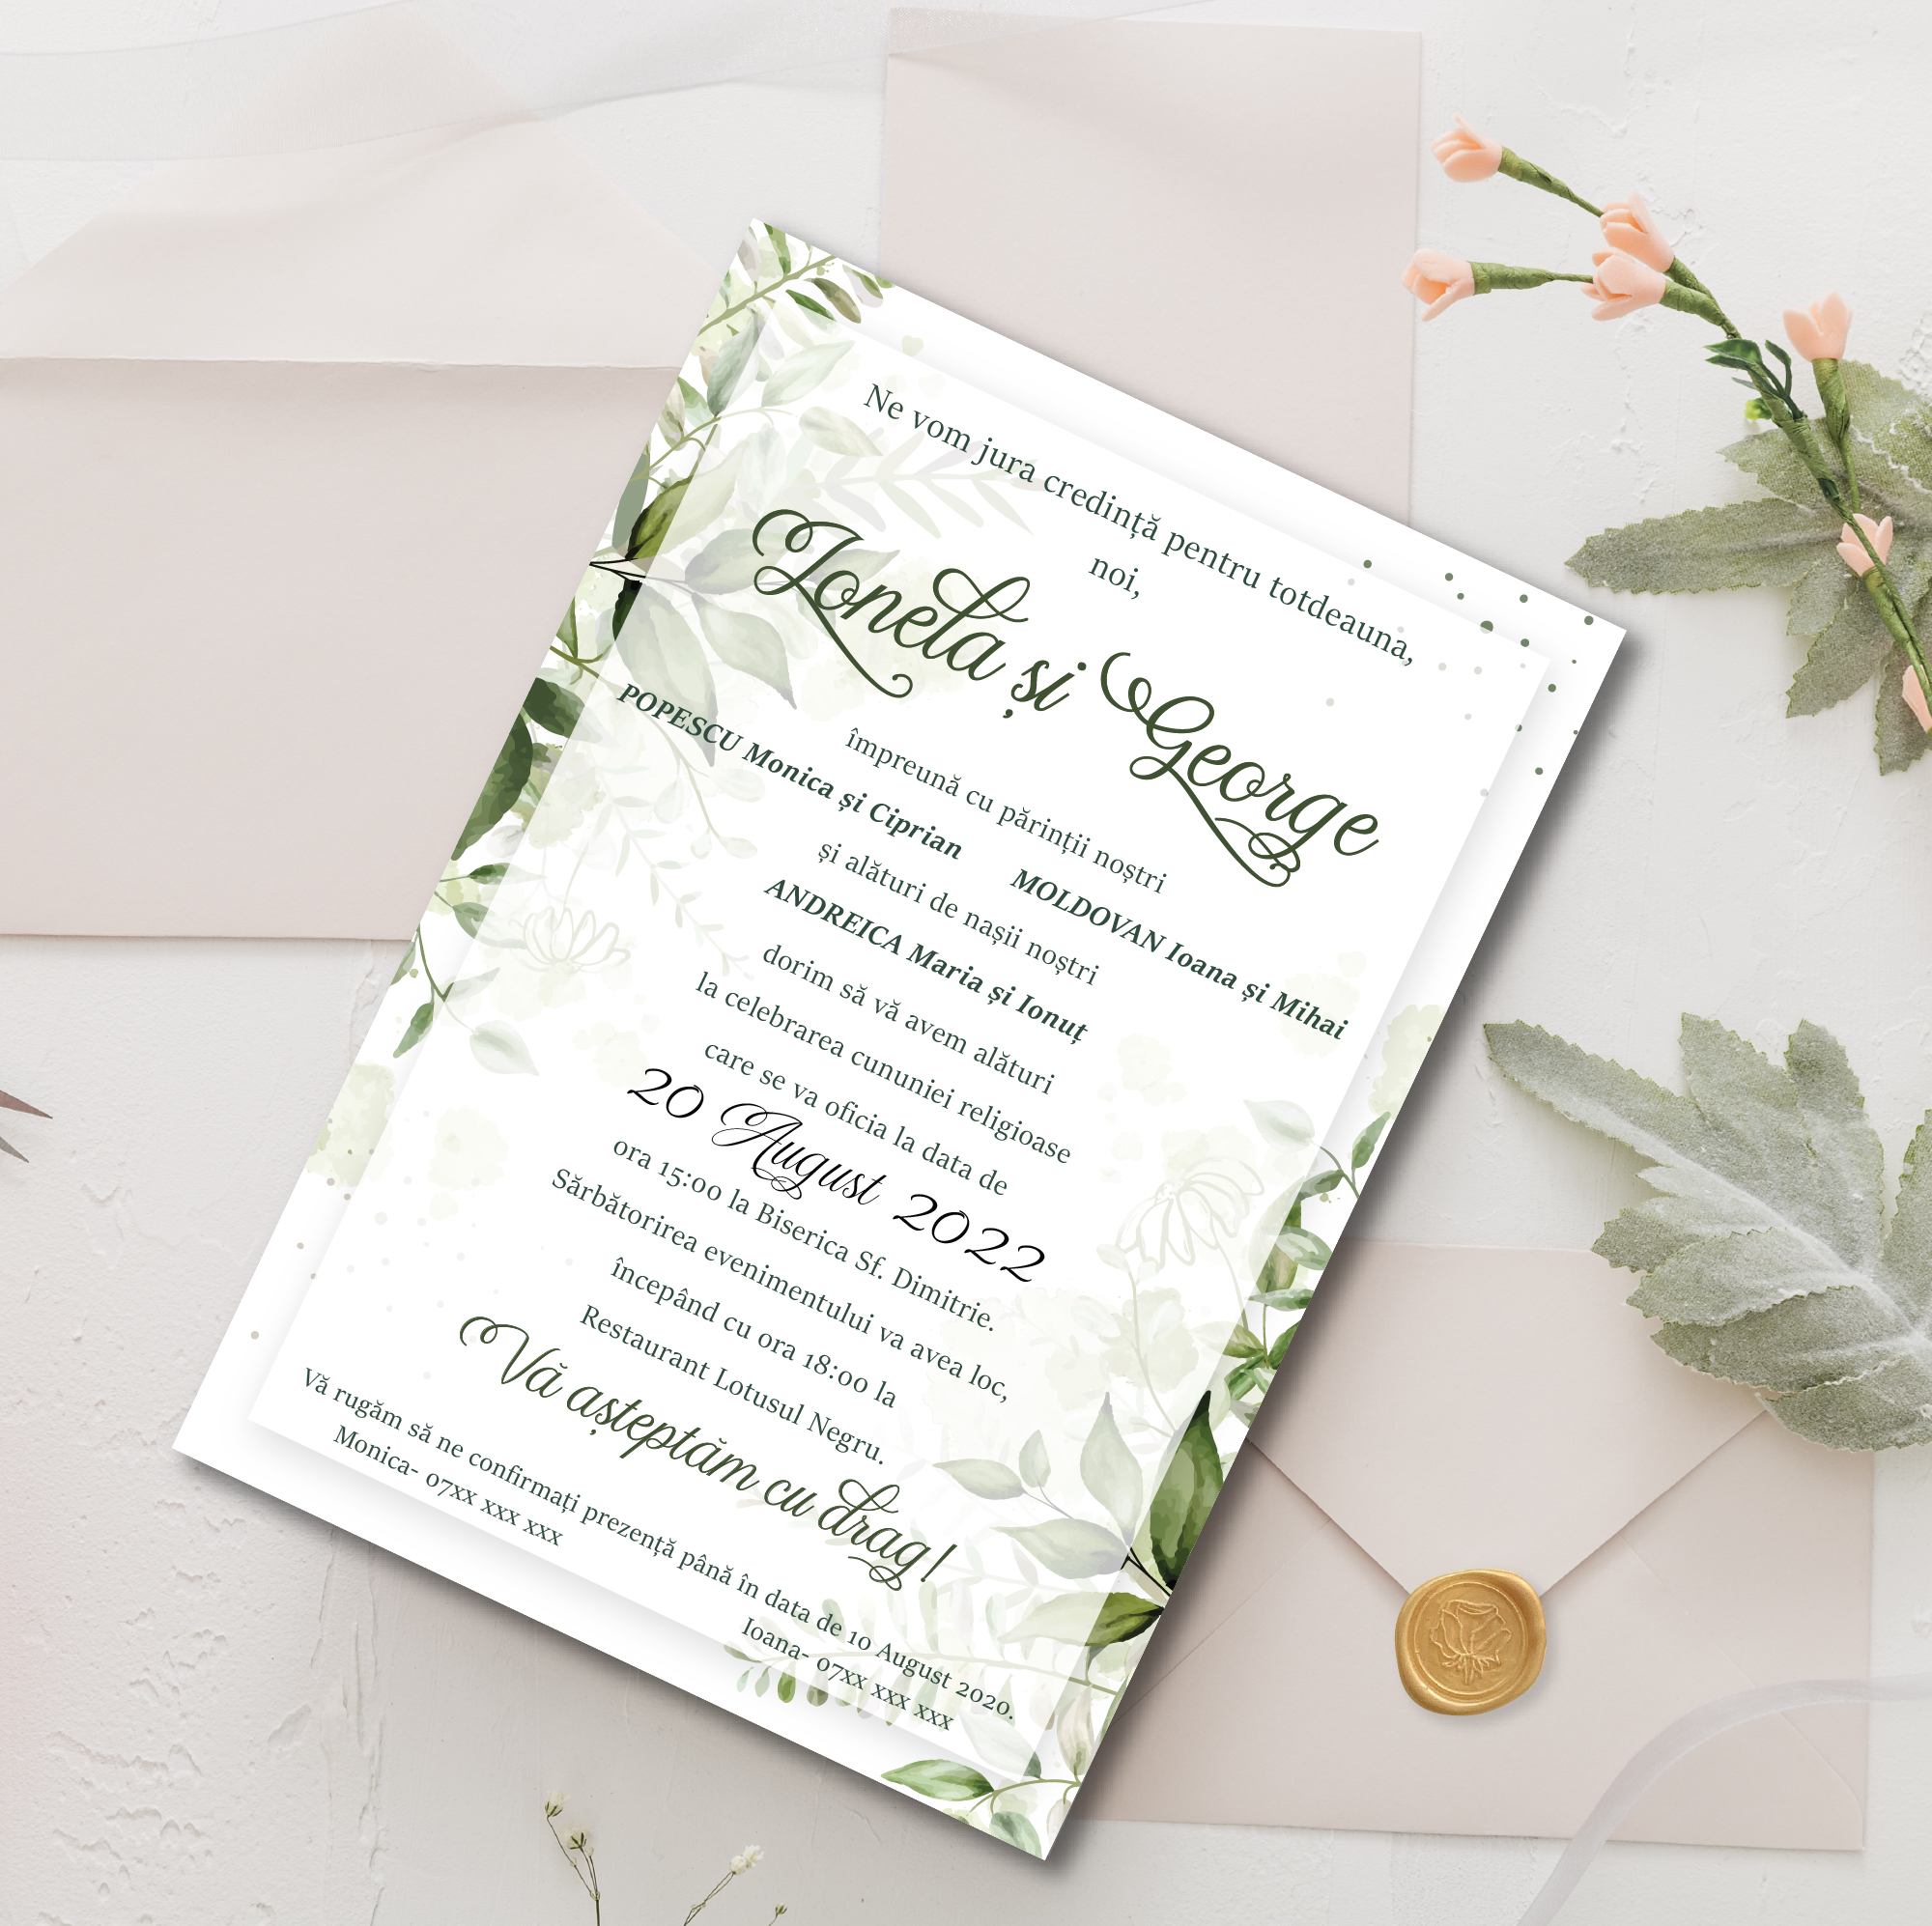 Ne vom jura credință pentru totdeauna,
noi,
Ionela și George
împreună cu părinții noștri
POPESCU Monica și Ciprian MOLDOVAN Ioana și Mihai
și alături de nașii noștri
ANDREICA Maria și Ionuț
dorim să vă avem alături
la celebrarea cununiei religioase
care se va oficia la data de
20 August 2022
ora 15:00 la Biserica Sf. Dimitrie.
Sărbătorirea evenimentului va avea loc,
începând cu ora 18:00 la
Restaurant Lotusul Negru.
Vă așteptăm cu drag!
Vă rugăm să ne confirmați prezență până în data de 10 August 2020.
Monica- 07xx xxx xxx Ioana- 07xx xxx xxx